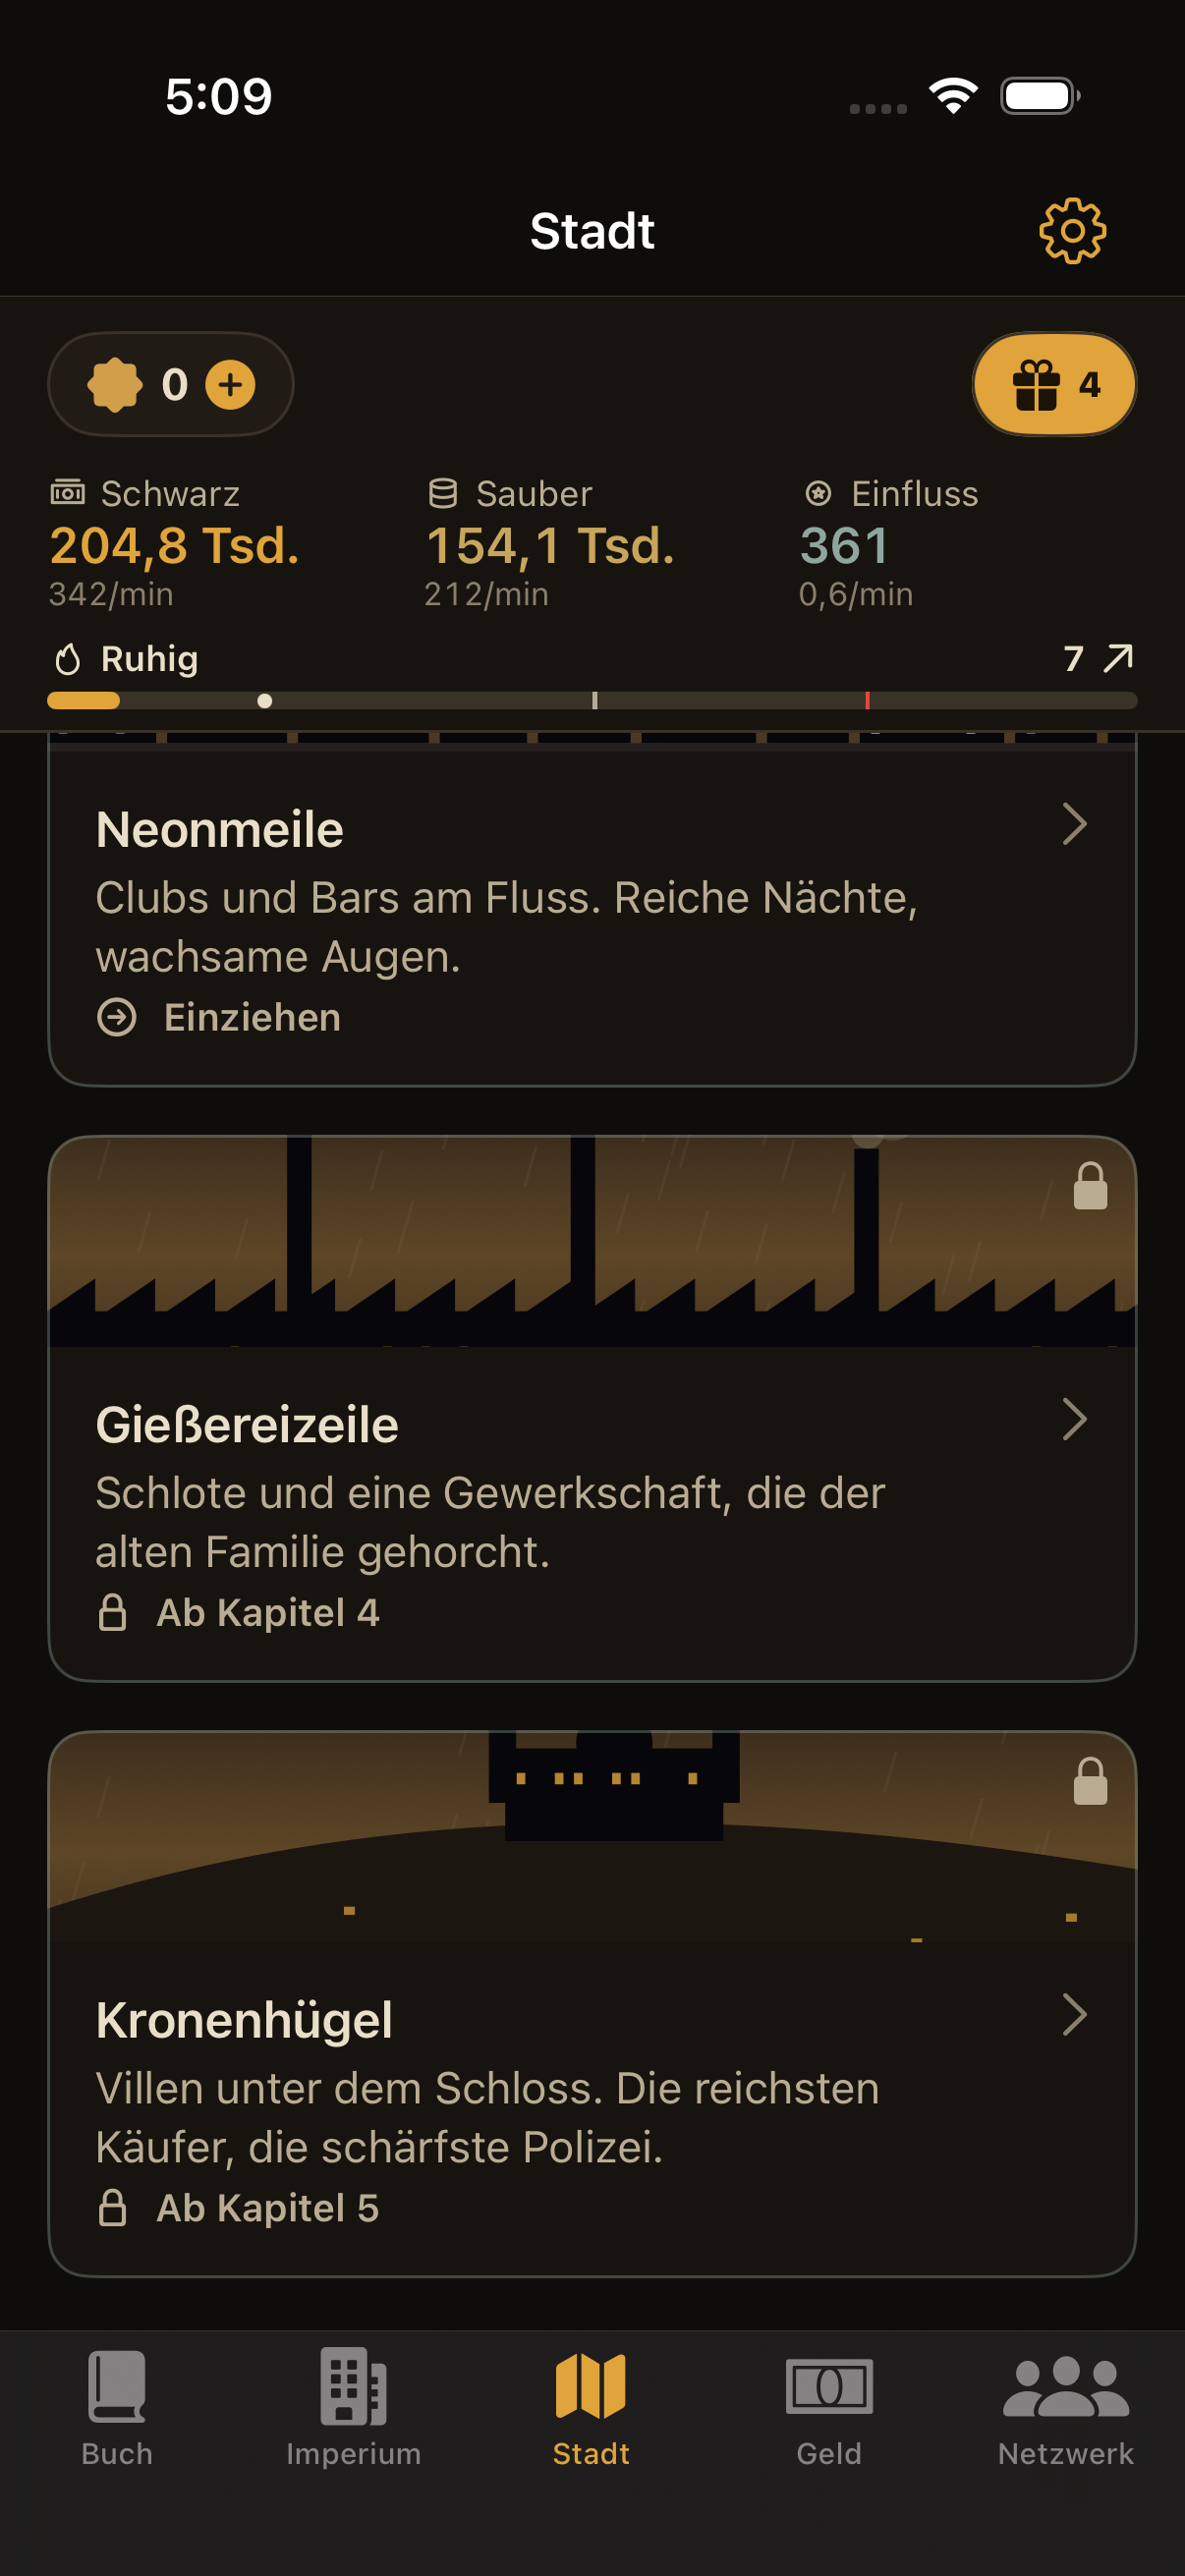 5:09
Stadt
0
4
Schwarz
Sauber
Einfluss
204,8 Tsd.
154,1 Tsd.
361
342/min
212/min
0,6/min
Ruhig
7
Neonmeile
Clubs und Bars am Fluss. Reiche Nächte,
wachsame Augen.
Einziehen
Gießereizeile
Schlote und eine Gewerkschaft, die der
alten Familie gehorcht.
Ab Kapitel 4
Kronenhügel
Villen unter dem Schloss. Die reichsten
Käufer, die schärfste Polizei.
Ab Kapitel 5
Buch
Imperium
Stadt
Geld
Netzwerk